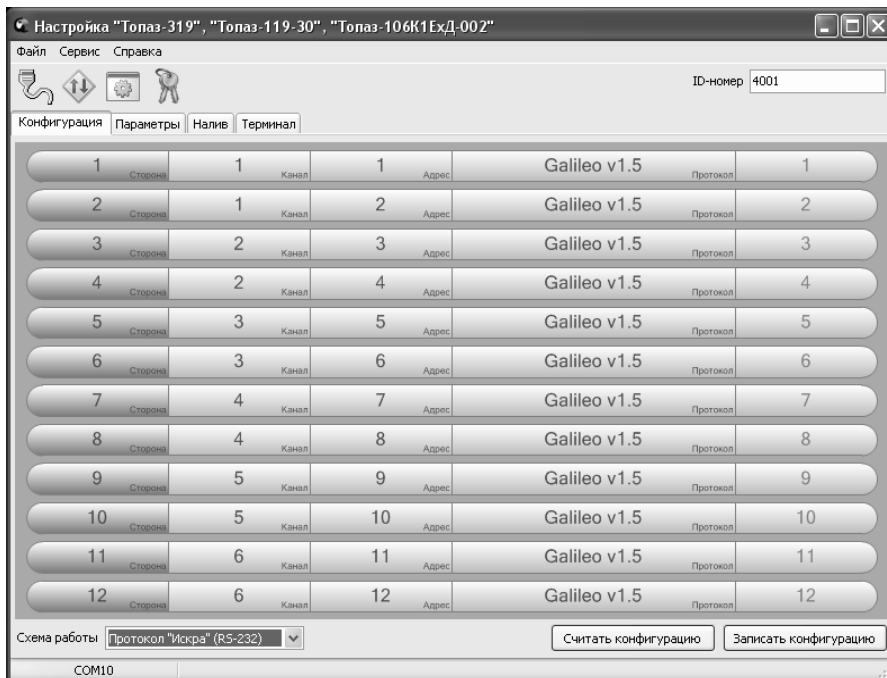 Настройка "Топаз-319", "Топаз-119-30", "Топаз-106К1ЕхД-002"
Файл Сервис Справка
ID-номер 4001
Конфигурация Параметры Налив Терминал
1 Сторона 1 Канал 1 Адрес Galileo v1.5 Протокол 1
2 Сторона 1 Канал 2 Адрес Galileo v1.5 Протокол 2
3 Сторона 2 Канал 3 Адрес Galileo v1.5 Протокол 3
4 Сторона 2 Канал 4 Адрес Galileo v1.5 Протокол 4
5 Сторона 3 Канал 5 Адрес Galileo v1.5 Протокол 5
6 Сторона 3 Канал 6 Адрес Galileo v1.5 Протокол 6
7 Сторона 4 Канал 7 Адрес Galileo v1.5 Протокол 7
8 Сторона 4 Канал 8 Адрес Galileo v1.5 Протокол 8
9 Сторона 5 Канал 9 Адрес Galileo v1.5 Протокол 9
10 Сторона 5 Канал 10 Адрес Galileo v1.5 Протокол 10
11 Сторона 6 Канал 11 Адрес Galileo v1.5 Протокол 11
12 Сторона 6 Канал 12 Адрес Galileo v1.5 Протокол 12
Схема работы Протокол "Искра" (RS-232) Считать конфигурацию Записать конфигурацию
COM10